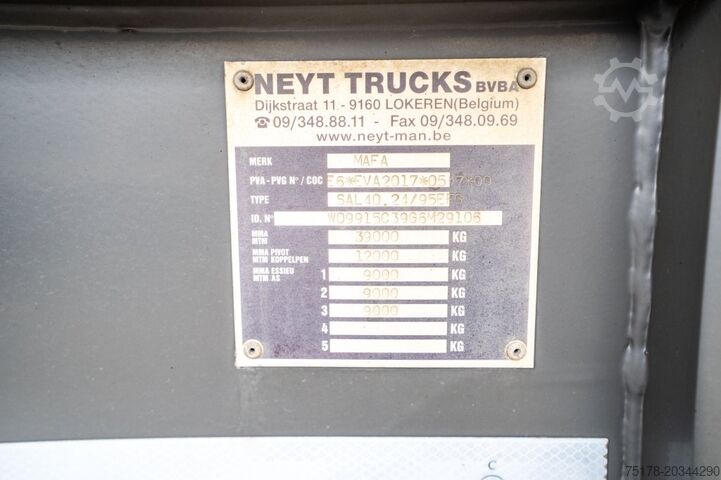 NEYT TRUCKS BVBA
Dijkstraat 11 - 9160 LOKEREN(Belgium)
☎ 09/348.88.11 - Fax 09/348.09.69
www.neyt-man.be
MERK MAFA
PVA - PVG N° / COC
TYPE SAL40.24/95EFS
ID. N° W09915C39G6M29106
MMA
MTM 39000 KG
MMA PIVOT
MTM KOPPELPEN 12000 KG
MMA ESSIEU
MTM AS 1 9000 KG
2 9000 KG
3 9000 KG
4 KG
5 KG
C
75178-20344290